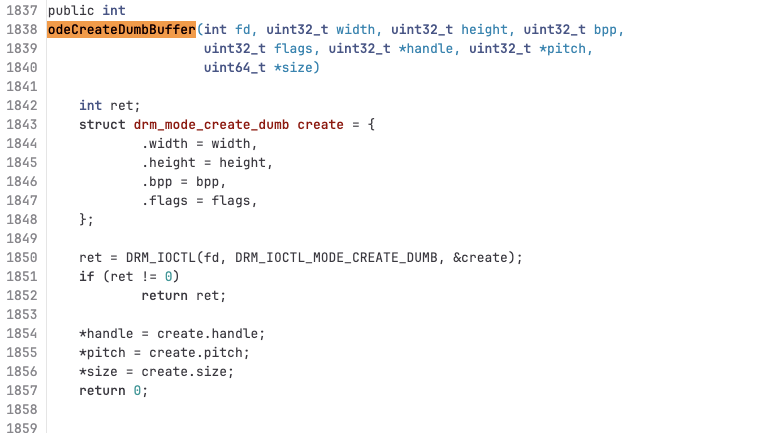 1837 public int
1838 odeCreateDumbBuffer(int fd, uint32_t width, uint32_t height, uint32_t bpp,
1839                     uint32_t flags, uint32_t *handle, uint32_t *pitch,
1840                     uint64_t *size)
1841
1842     int ret;
1843     struct drm_mode_create_dumb create = {
1844             .width = width,
1845             .height = height,
1846             .bpp = bpp,
1847             .flags = flags,
1848     };
1849
1850     ret = DRM_IOCTL(fd, DRM_IOCTL_MODE_CREATE_DUMB, &create);
1851     if (ret != 0)
1852             return ret;
1853
1854     *handle = create.handle;
1855     *pitch = create.pitch;
1856     *size = create.size;
1857     return 0;
1858
1859